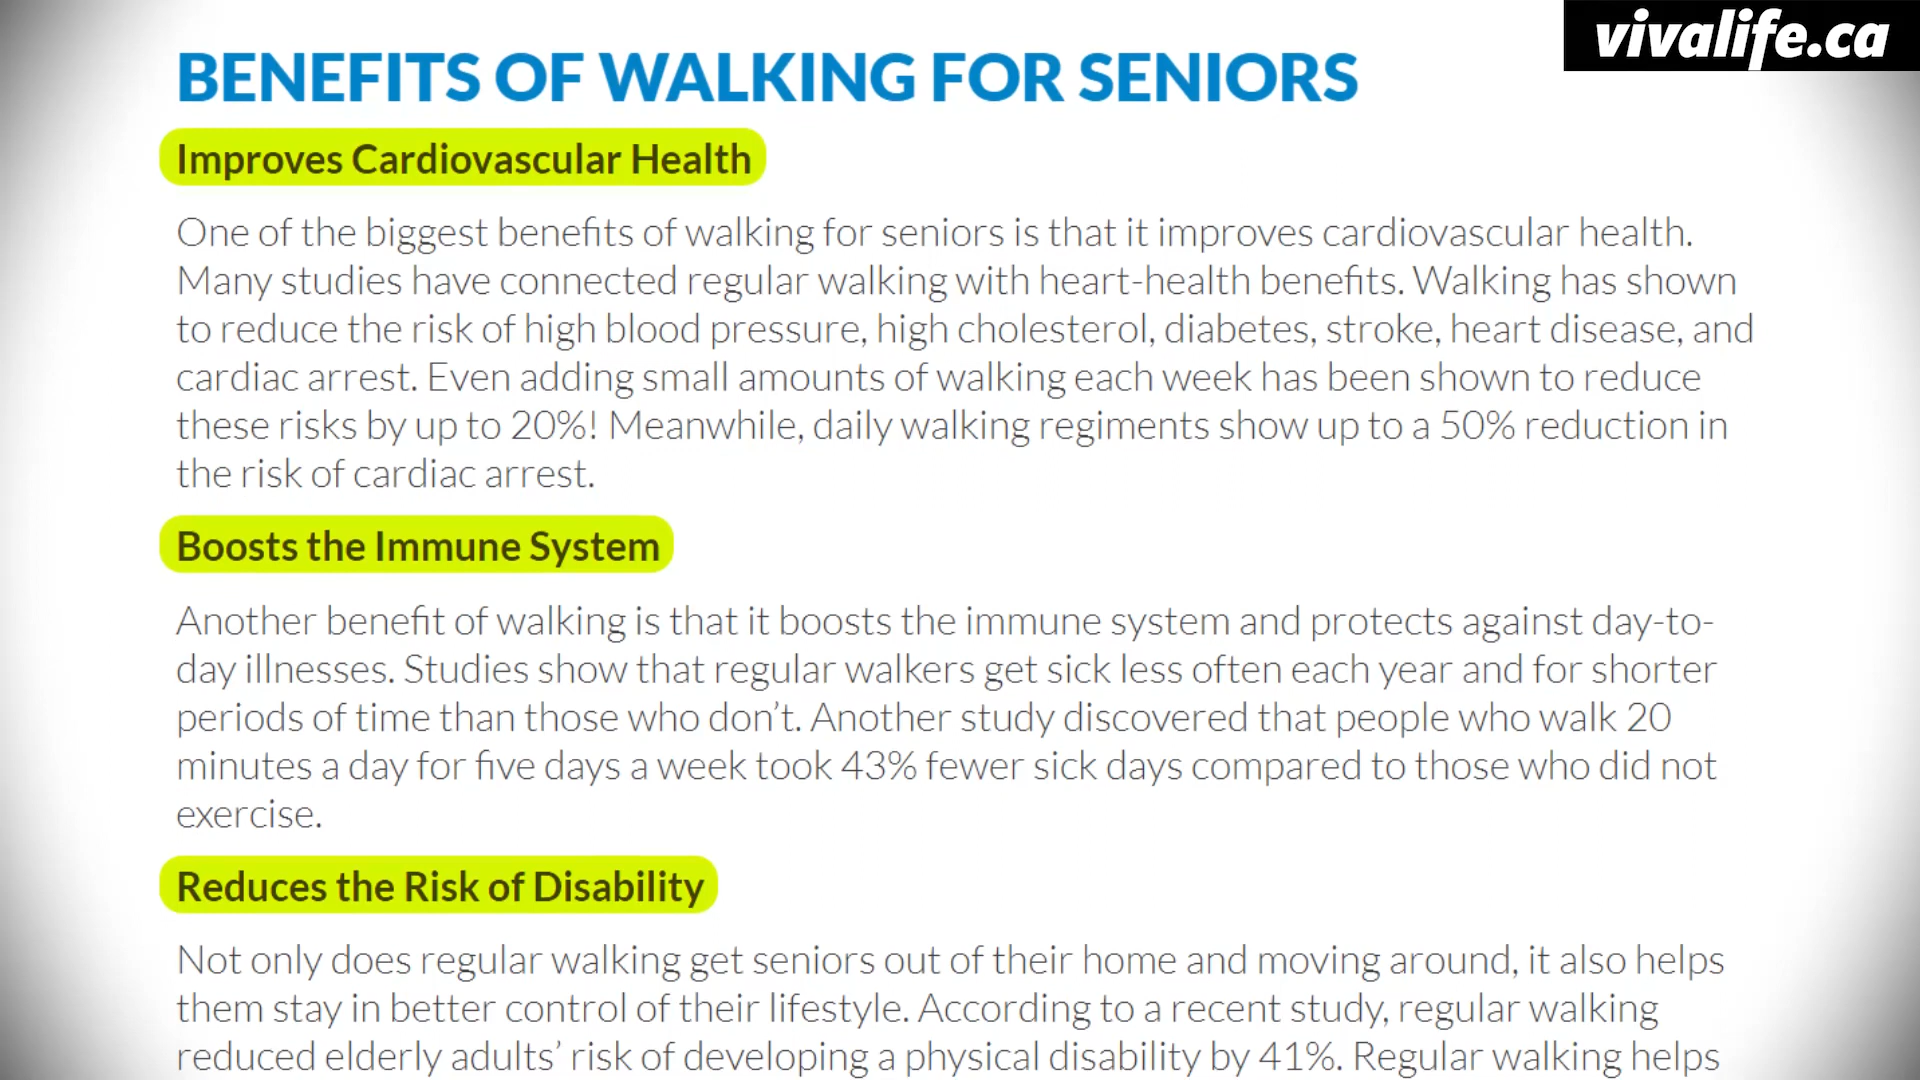 vivalife.ca
BENEFITS OF WALKING FOR SENIORS
Improves Cardiovascular Health
One of the biggest benefits of walking for seniors is that it improves cardiovascular health.
Many studies have connected regular walking with heart-health benefits. Walking has shown
to reduce the risk of high blood pressure, high cholesterol, diabetes, stroke, heart disease, and
cardiac arrest. Even adding small amounts of walking each week has been shown to reduce
these risks by up to 20%! Meanwhile, daily walking regiments show up to a 50% reduction in
the risk of cardiac arrest.
Boosts the Immune System
Another benefit of walking is that it boosts the immune system and protects against day-to-
day illnesses. Studies show that regular walkers get sick less often each year and for shorter
periods of time than those who don’t. Another study discovered that people who walk 20
minutes a day for five days a week took 43% fewer sick days compared to those who did not
exercise.
Reduces the Risk of Disability
Not only does regular walking get seniors out of their home and moving around, it also helps
them stay in better control of their lifestyle. According to a recent study, regular walking
reduced elderly adults’ risk of developing a physical disability by 41%. Regular walking helps